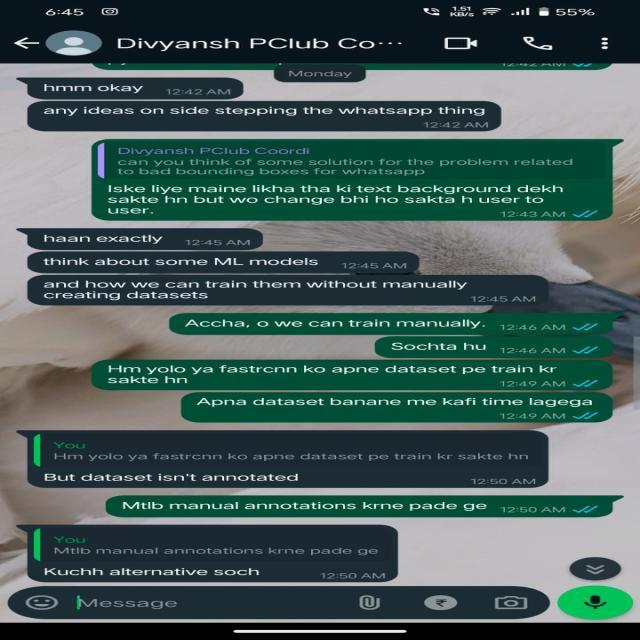 6:45
1.51
KB/s
55%
Divyansh PClub Co···
12:42 AM
Monday
hmm okay 12:42 AM
any ideas on side stepping the whatsapp thing
12:42 AM
Divyansh PClub Coordi
can you think of some solution for the problem related
to bad bounding boxes for whatsapp
Iske liye maine likha tha ki text background dekh
sakte hn but wo change bhi ho sakta h user to
user. 12:43 AM
haan exactly 12:45 AM
think about some ML models 12:45 AM
and how we can train them without manually
creating datasets 12:45 AM
Accha, o we can train manually. 12:46 AM
Sochta hu 12:46 AM
Hm yolo ya fastrcnn ko apne dataset pe train kr
sakte hn 12:49 AM
Apna dataset banane me kafi time lagega
12:49 AM
You
Hm yolo ya fastrcnn ko apne dataset pe train kr sakte hn
But dataset isn't annotated 12:50 AM
Mtlb manual annotations krne pade ge 12:50 AM
You
Mtlb manual annotations krne pade ge
Kuchh alternative soch 12:50 AM
Message